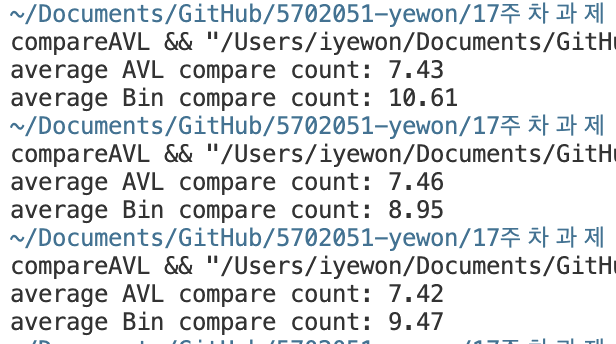 ~/Documents/GitHub/5702051-yewon/17주차과제
compareAVL && "/Users/iyewon/Documents/GitH
average AVL compare count: 7.43
average Bin compare count: 10.61
~/Documents/GitHub/5702051-yewon/17주차과제
compareAVL && "/Users/iyewon/Documents/GitHu
average AVL compare count: 7.46
average Bin compare count: 8.95
~/Documents/GitHub/5702051-yewon/17주차과제
compareAVL && "/Users/iyewon/Documents/GitHu
average AVL compare count: 7.42
average Bin compare count: 9.47